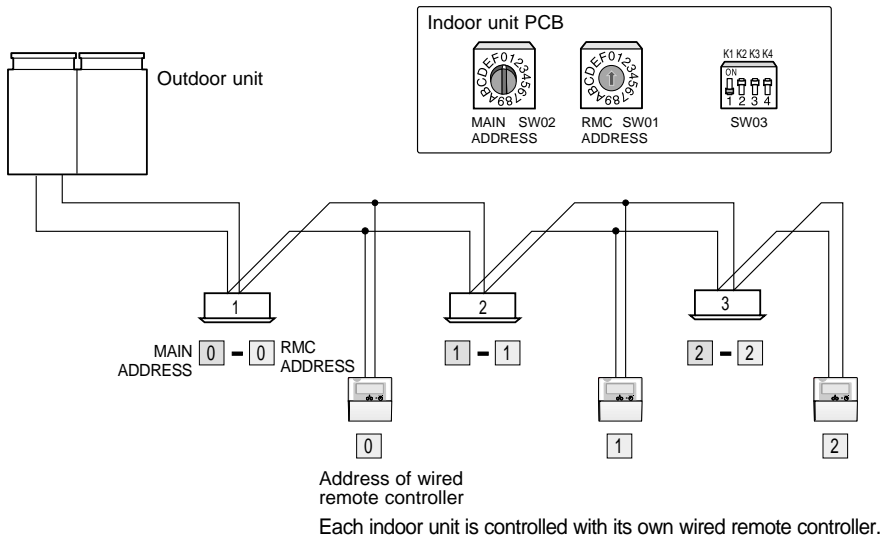 Indoor unit PCB
Outdoor unit
0123456789ABCDEF
MAIN SW02
ADDRESS
0123456789ABCDEF
RMC SW01
ADDRESS
K1 K2 K3 K4
ON
1 2 3 4
SW03
1
2
3
MAIN
ADDRESS
0 - 0
RMC
ADDRESS
1 - 1
2 - 2
0
1
2
Address of wired
remote controller
Each indoor unit is controlled with its own wired remote controller.